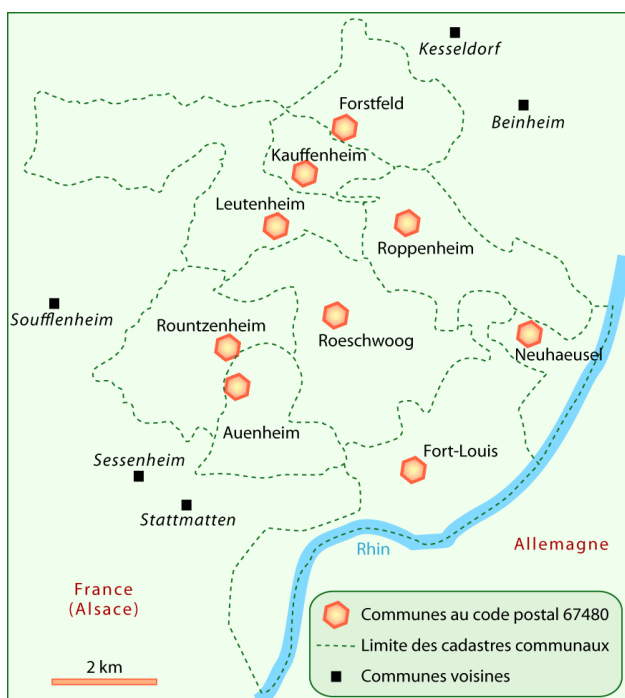 Kesseldorf
Forstfeld
Beinheim
Kauffenheim
Leutenheim
Roppenheim
Soufflenheim
Rountzenheim
Roeschwoog
Neuhaeusel
Auenheim
Fort-Louis
Sessenheim
Stattmatten
Rhin
Allemagne
France
(Alsace)
Communes au code postal 67480
Limite des cadastres communaux
Communes voisines
2 km